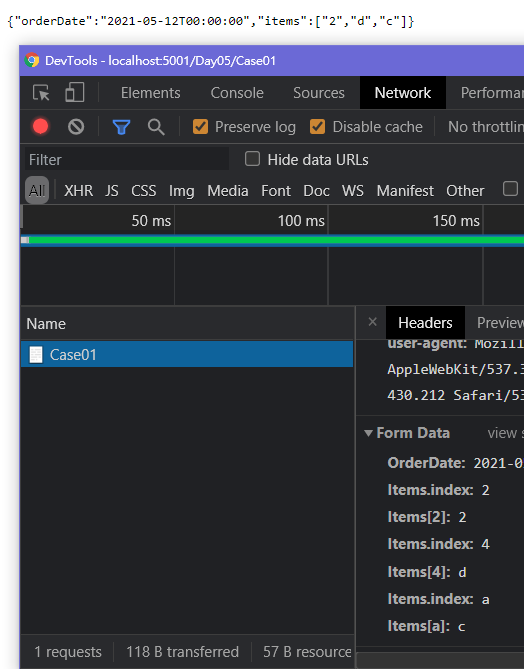 {"orderDate":"2021-05-12T00:00:00","items":["2","d","c"]}
DevTools - localhost:5001/Day05/Case01
Elements Console Sources Network Performa
Preserve log Disable cache No throttlin
Filter Hide data URLs
All XHR JS CSS Img Media Font Doc WS Manifest Other
50 ms 100 ms 150 ms
Name
× Headers Preview
Case01
user-agent: Mozill
AppleWebKit/537.3
430.212 Safari/53
Form Data view s
OrderDate: 2021-0
Items.index: 2
Items[2]: 2
Items.index: 4
Items[4]: d
Items.index: a
Items[a]: c
1 requests 118 B transferred 57 B resource